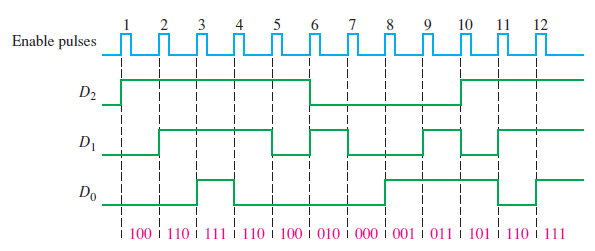 1 2 3 4 5 6 7 8 9 10 11 12
Enable pulses
D₂
D₁
D₀
100 110 111 110 100 010 000 001 011 101 110 111